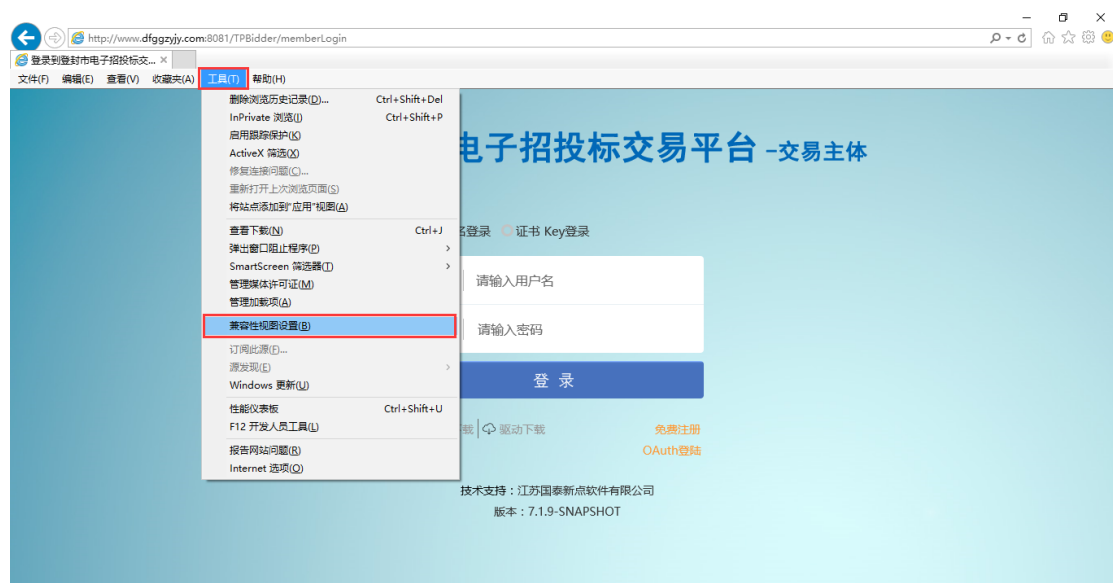 http://www.dfggzyjy.com:8081/TPBidder/memberLogin
登录到登封市电子招投标交...
文件(F) 编辑(E) 查看(V) 收藏夹(A) 工具(T) 帮助(H)
删除浏览历史记录(D)... Ctrl+Shift+Del
InPrivate 浏览(I) Ctrl+Shift+P
启用跟踪保护(K)
ActiveX 筛选(X)
修复连接问题(C)...
重新打开上次浏览页面(S)
将站点添加到“应用”视图(A)
查看下载(N) Ctrl+J
弹出窗口阻止程序(P)
SmartScreen 筛选器(T)
管理媒体许可证(M)
管理加载项(A)
兼容性视图设置(B)
订阅此源(F)...
源发现(E)
Windows 更新(U)
性能仪表板 Ctrl+Shift+U
F12 开发人员工具(L)
报告网站问题(R)
Internet 选项(O)
电子招投标交易平台 -交易主体
登录 证书 Key登录
请输入用户名
请输入密码
登 录
载 驱动下载 免费注册
OAuth登陆
技术支持：江苏国泰新点软件有限公司
版本：7.1.9-SNAPSHOT